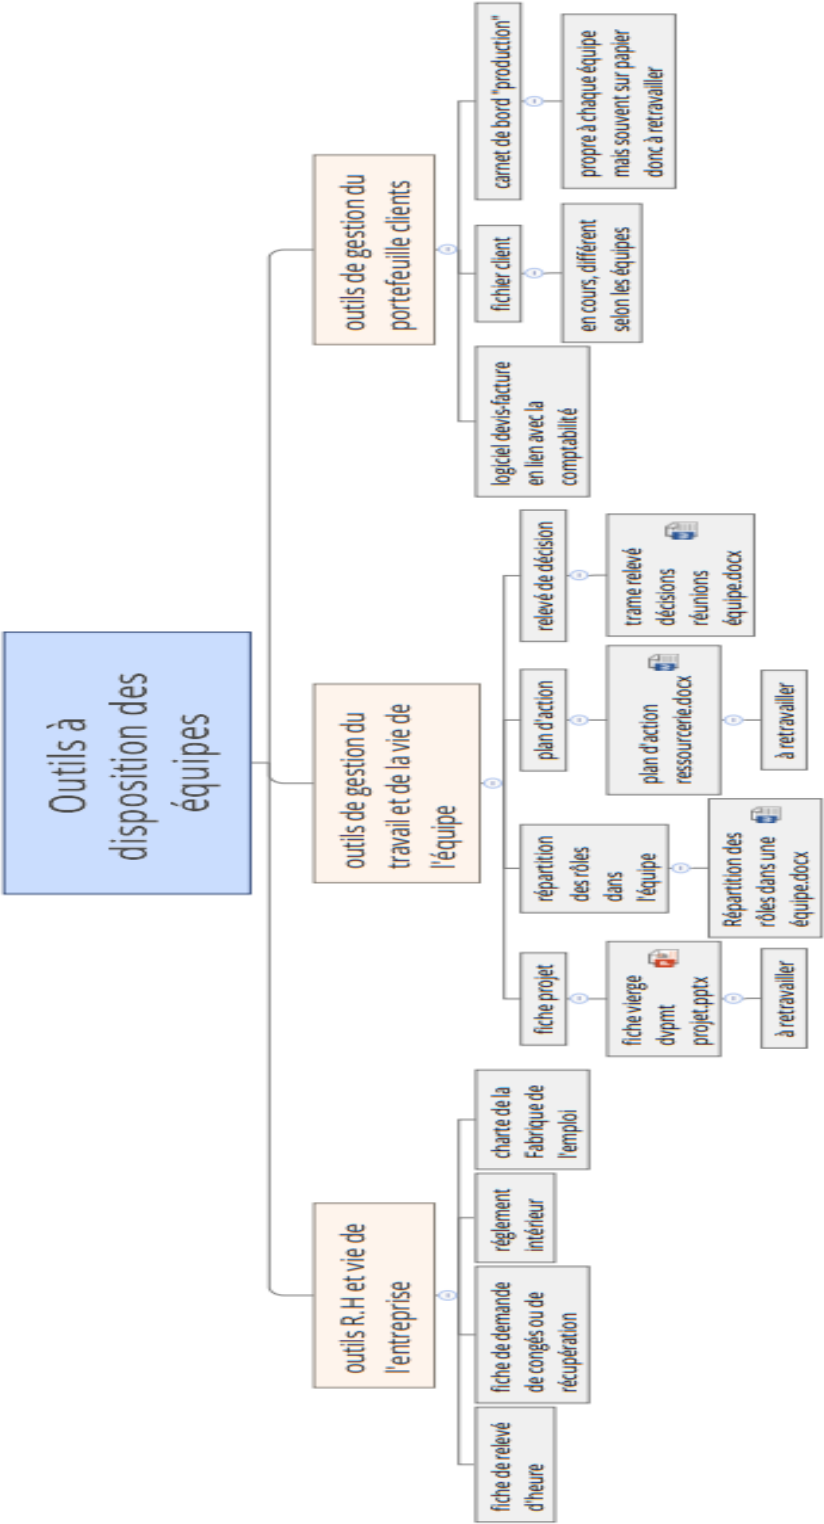 Outils à
disposition des
équipes
outils R.H et vie de
l'entreprise
fiche de relevé
d'heure
fiche de demande
de congés ou de
récupération
réglement
intérieur
charte de la
Fabrique de
l'emploi
outils de gestion du
travail et de la vie de
l'équipe
fiche projet
fiche vierge
dvpmt
projet.pptx
à retravailler
répartition
des rôles
dans
l'équipe
Répartition des
rôles dans une
équipe.docx
plan d'action
plan d'action
ressourcerie.docx
à retravailler
relevé de décision
trame relevé
décisions
réunions
équipe.docx
outils de gestion du
portefeuille clients
logiciel devis-facture
en lien avec la
comptabilité
fichier client
en cours, différent
selon les équipes
carnet de bord "production"
propre à chaque équipe
mais souvent sur papier
donc à retravailler